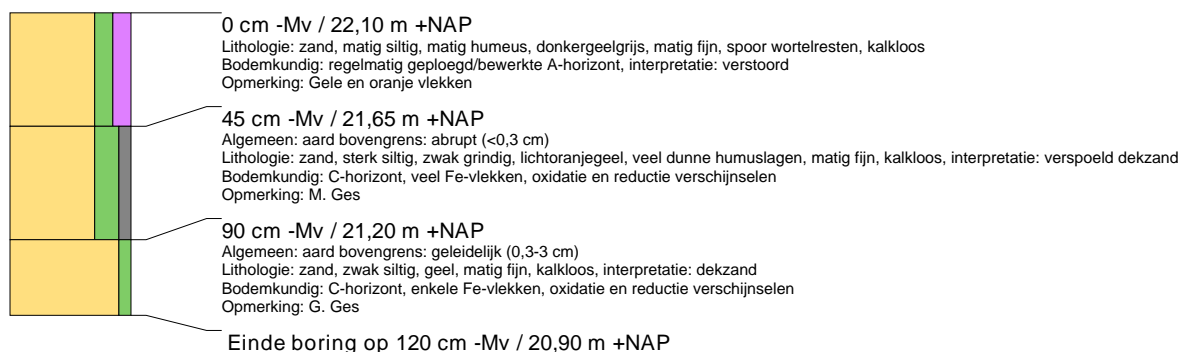 0 cm -Mv / 22,10 m +NAP
Lithologie: zand, matig siltig, matig humeus, donkergeelgrijs, matig fijn, spoor wortelresten, kalkloos
Bodemkundig: regelmatig geploegd/bewerkte A-horizont, interpretatie: verstoord
Opmerking: Gele en oranje vlekken
45 cm -Mv / 21,65 m +NAP
Algemeen: aard bovengrens: abrupt (<0,3 cm)
Lithologie: zand, sterk siltig, zwak grindig, lichtoranjegeel, veel dunne humuslagen, matig fijn, kalkloos, interpretatie: verspoeld dekzand
Bodemkundig: C-horizont, veel Fe-vlekken, oxidatie en reductie verschijnselen
Opmerking: M. Ges
90 cm -Mv / 21,20 m +NAP
Algemeen: aard bovengrens: geleidelijk (0,3-3 cm)
Lithologie: zand, zwak siltig, geel, matig fijn, kalkloos, interpretatie: dekzand
Bodemkundig: C-horizont, enkele Fe-vlekken, oxidatie en reductie verschijnselen
Opmerking: G. Ges
Einde boring op 120 cm -Mv / 20,90 m +NAP